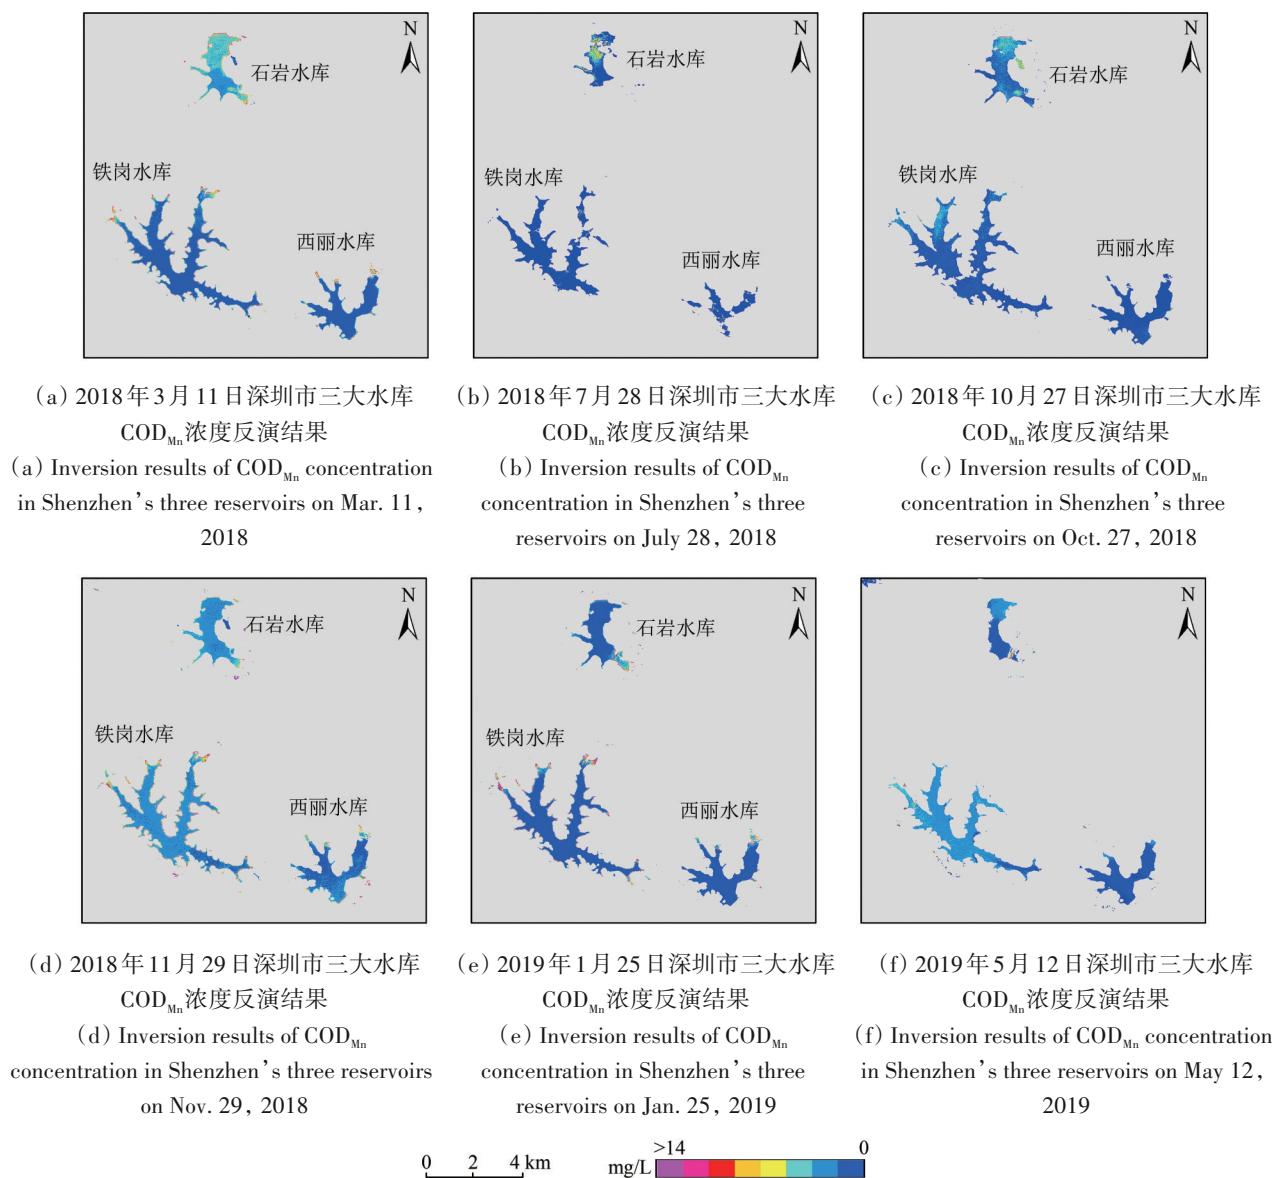 N
石岩水库
铁岗水库
西丽水库
N
石岩水库
铁岗水库
西丽水库
N
石岩水库
铁岗水库
西丽水库
(a) 2018年3月11日深圳市三大水库
CODMn浓度反演结果
(a) Inversion results of CODMn concentration
in Shenzhen’s three reservoirs on Mar. 11,
2018
(b) 2018年7月28日深圳市三大水库
CODMn浓度反演结果
(b) Inversion results of CODMn
concentration in Shenzhen’s three
reservoirs on July 28, 2018
(c) 2018年10月27日深圳市三大水库
CODMn浓度反演结果
(c) Inversion results of CODMn
concentration in Shenzhen’s three
reservoirs on Oct. 27, 2018
N
石岩水库
铁岗水库
西丽水库
N
石岩水库
铁岗水库
西丽水库
N
(d) 2018年11月29日深圳市三大水库
CODMn浓度反演结果
(d) Inversion results of CODMn
concentration in Shenzhen’s three reservoirs
on Nov. 29, 2018
(e) 2019年1月25日深圳市三大水库
CODMn浓度反演结果
(e) Inversion results of CODMn
concentration in Shenzhen’s three
reservoirs on Jan. 25, 2019
(f) 2019年5月12日深圳市三大水库
CODMn浓度反演结果
(f) Inversion results of CODMn concentration
in Shenzhen’s three reservoirs on May 12,
2019
0 2 4 km
>14 0
mg/L